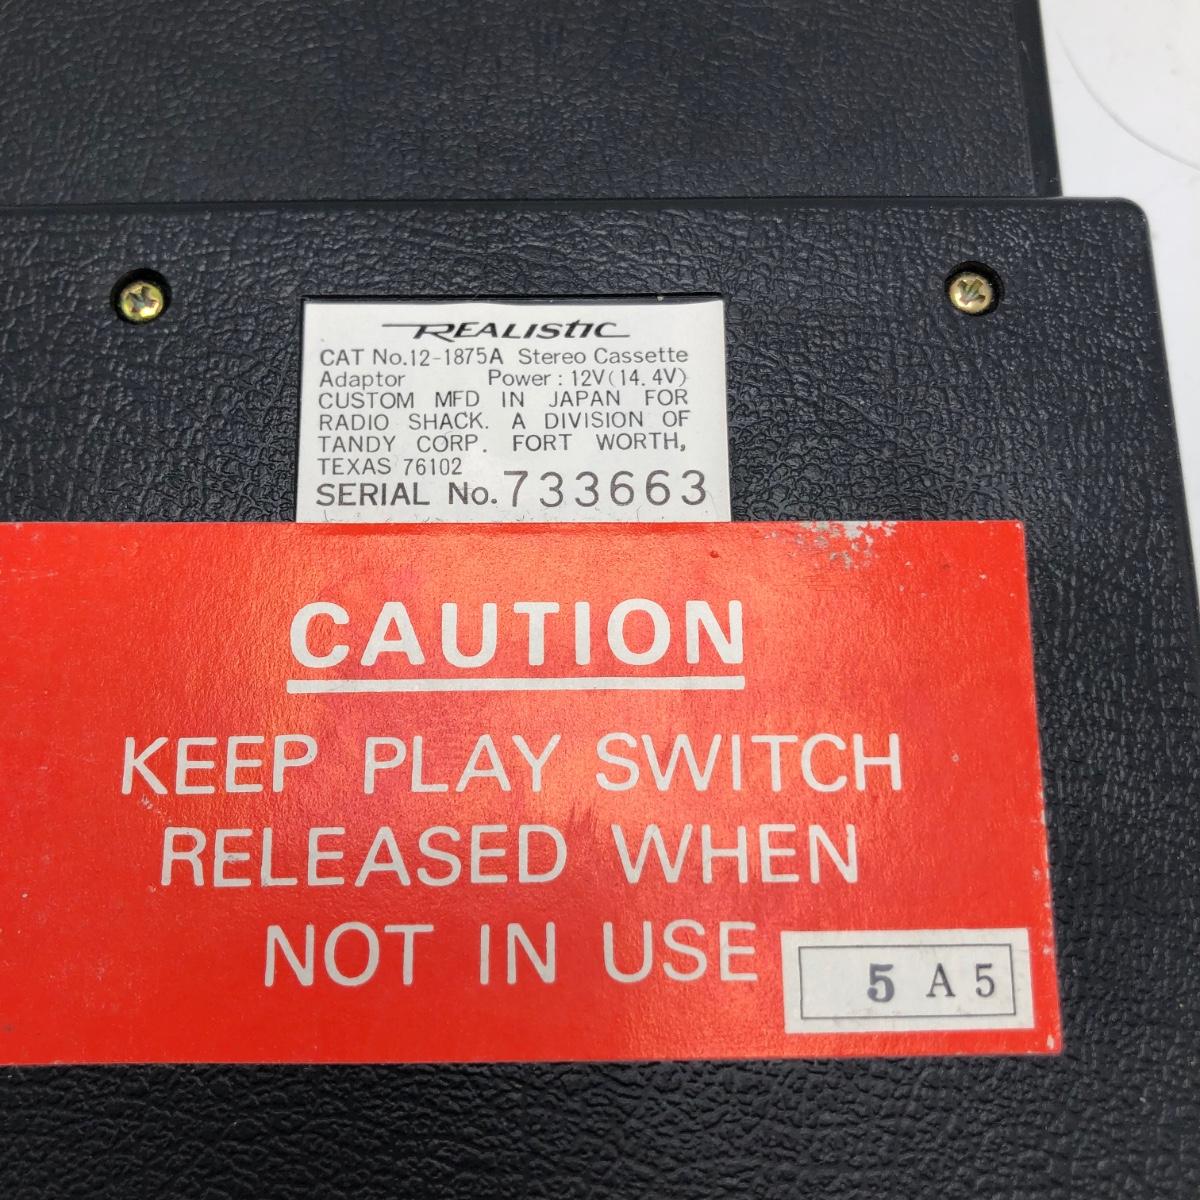 REALISTIC
CAT No.12-1875A Stereo Cassette
Adaptor Power : 12V(14.4V)
CUSTOM MFD IN JAPAN FOR
RADIO SHACK. A DIVISION OF
TANDY CORP. FORT WORTH,
TEXAS 76102
SERIAL No. 733663
CAUTION
KEEP PLAY SWITCH
RELEASED WHEN
NOT IN USE
5 A 5